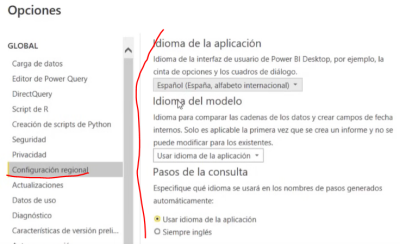 Opciones
GLOBAL
Carga de datos
Editor de Power Query
DirectQuery
Script de R
Creación de scripts de Python
Seguridad
Privacidad
Configuración regional
Actualizaciones
Datos de uso
Diagnóstico
Características de versión preli...
Idioma de la aplicación
Idioma de la interfaz de usuario de Power BI Desktop, por ejemplo, la
cinta de opciones y los cuadros de diálogo.
Español (España, alfabeto internacional)
Idioma del modelo
Idioma para comparar las cadenas de los datos y crear campos de fecha
internos. Solo es aplicable la primera vez que se crea un informe y no se
puede modificar para los existentes.
Usar idioma de la aplicación
Pasos de la consulta
Especifique qué idioma se usará en los nombres de pasos generados
automáticamente:
Usar idioma de la aplicación
Siempre inglés